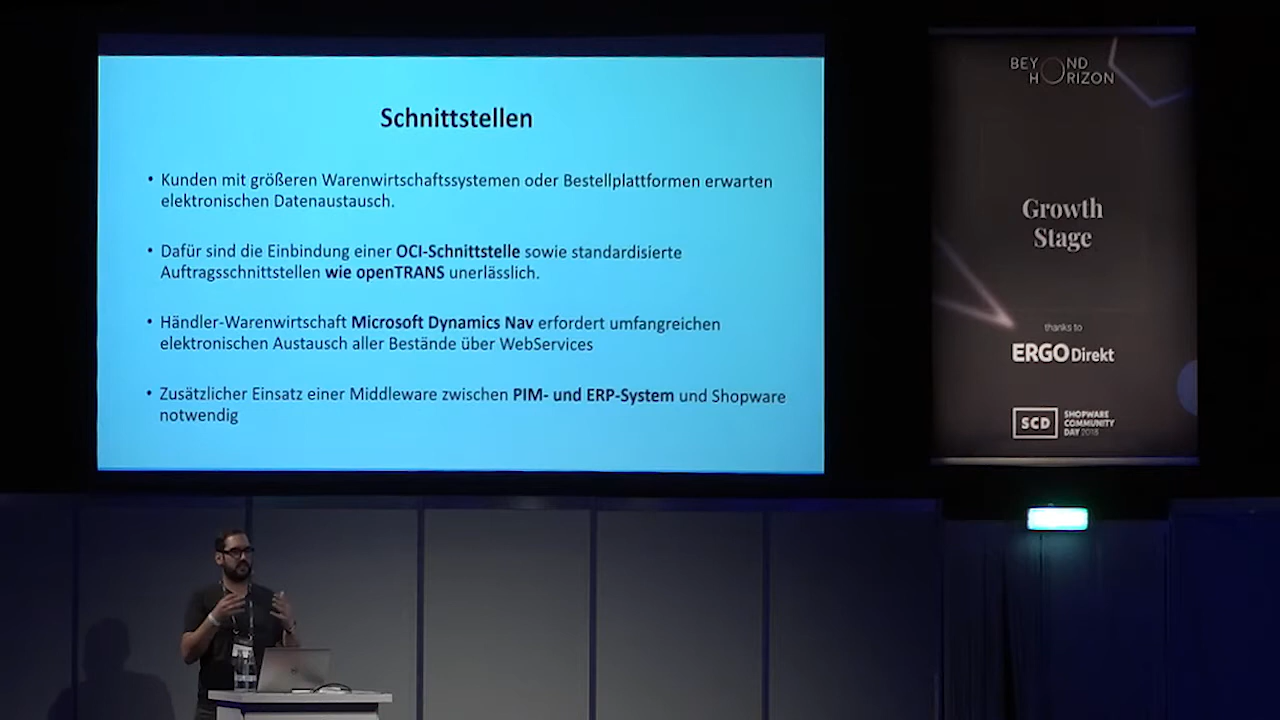 Schnittstellen
• Kunden mit größeren Warenwirtschaftssystemen oder Bestellplattformen erwarten
elektronischen Datenaustausch.
• Dafür sind die Einbindung einer OCI-Schnittstelle sowie standardisierte
Auftragsschnittstellen wie openTRANS unerlässlich.
• Händler-Warenwirtschaft Microsoft Dynamics Nav erfordert umfangreichen
elektronischen Austausch aller Bestände über WebServices
• Zusätzlicher Einsatz einer Middleware zwischen PIM- und ERP-System und Shopware
notwendig
BEYOND
HORIZON
Growth
Stage
thanks to
ERGO Direkt
SCD
SHOPWARE
COMMUNITY
DAY 2018